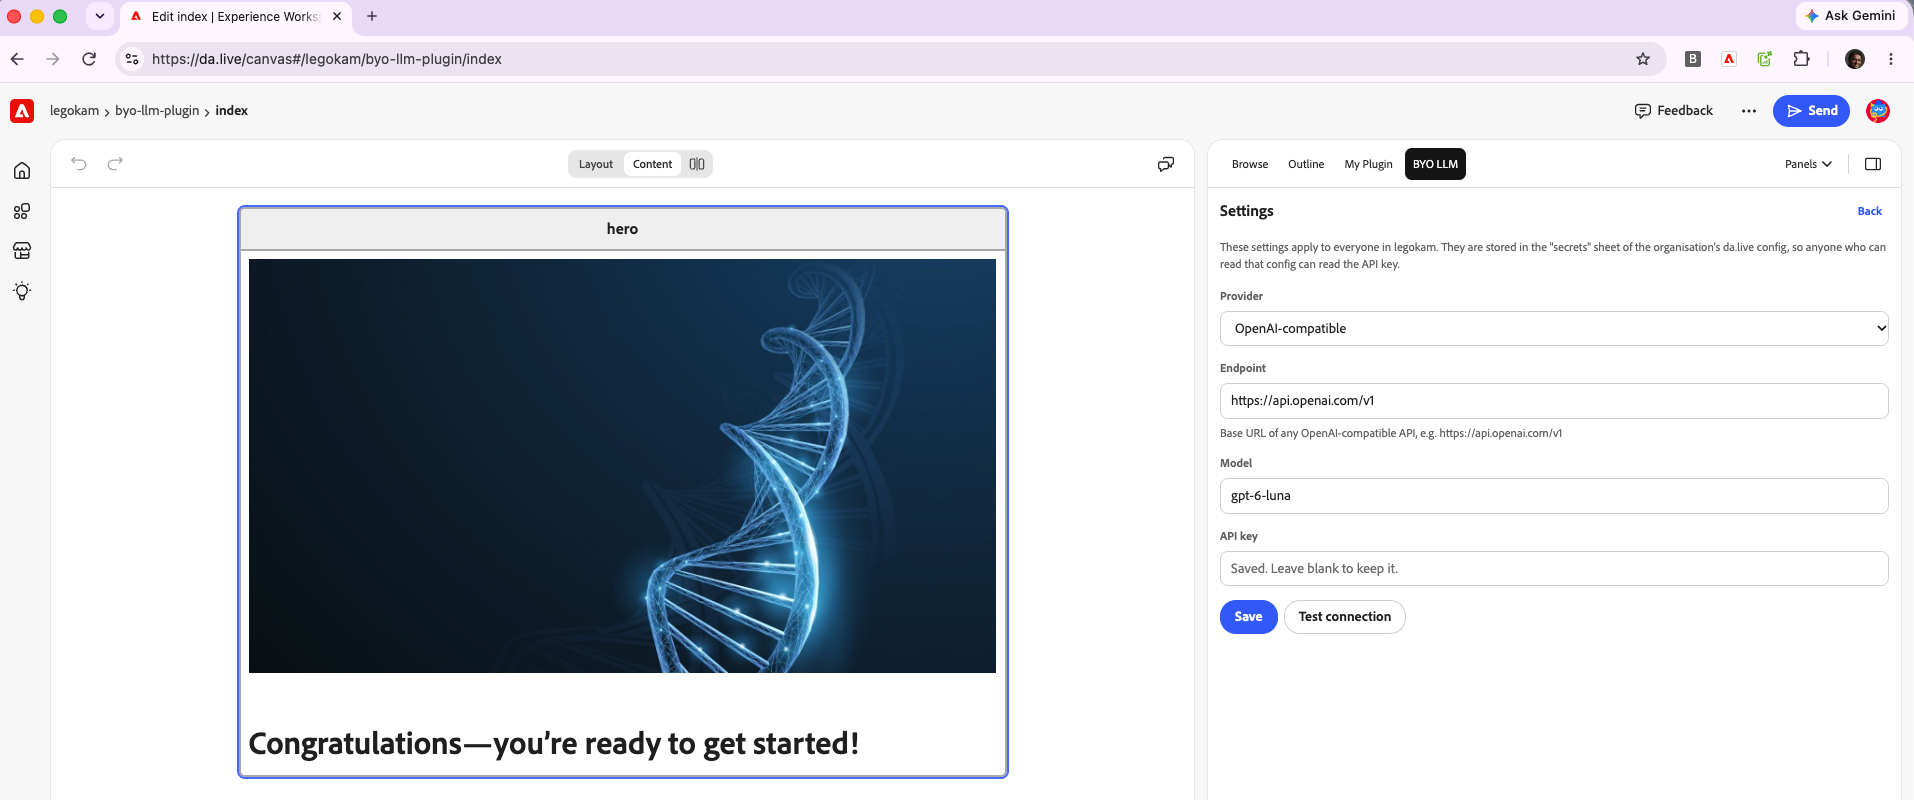 Edit index | Experience Works
Ask Gemini
https://da.live/canvas#/legokam/byo-llm-plugin/index
B
legokam > byo-llm-plugin > index
Feedback
Send
Layout
Content
Browse
Outline
My Plugin
BYO LLM
Panels
hero
Congratulations—you’re ready to get started!
Settings
Back
These settings apply to everyone in legokam. They are stored in the "secrets" sheet of the organisation's da.live config, so anyone who can
read that config can read the API key.
Provider
OpenAI-compatible
Endpoint
https://api.openai.com/v1
Base URL of any OpenAI-compatible API, e.g. https://api.openai.com/v1
Model
gpt-6-luna
API key
Saved. Leave blank to keep it.
Save
Test connection